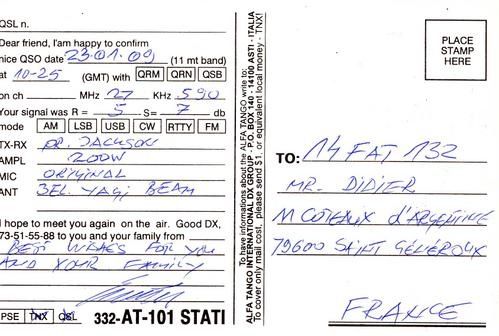 QSL n.
Dear friend, I am happy to confirm
nice QSO date 23.01.09 (11 mt band)
at 10-25 (GMT) with QRM QRN QSB
on ch MHz 27 KHz 590
Your signal was R = 5 S = 7 db
mode AM LSB USB CW RTTY FM
TX-RX PR. JACKSON
AMPL 200W
MIC ORIGINAL
ANT 3EL. YAGI BEAM
I hope to meet you again on the air. Good DX,
73-51-55-88 to you and your family from
BEST WISHES FOR YOU
AND YOUR FAMILY
PSE TNX QSL 332-AT-101 STATI
To have informations about the ALFA TANGO write to:
ALFA TANGO INTERNATIONAL DX GROUP - P.O. BOX 140 - 14100 ASTI - ITALIA
To cover only mail cost, please send $1. or equivalent local money - TNX!
PLACE
STAMP
HERE
TO: 14 FAT 132
MR. DIDIER
11 COTEAUX d'ARGENTINE
79600 SAINT GÉNÉROUX
FRANCE